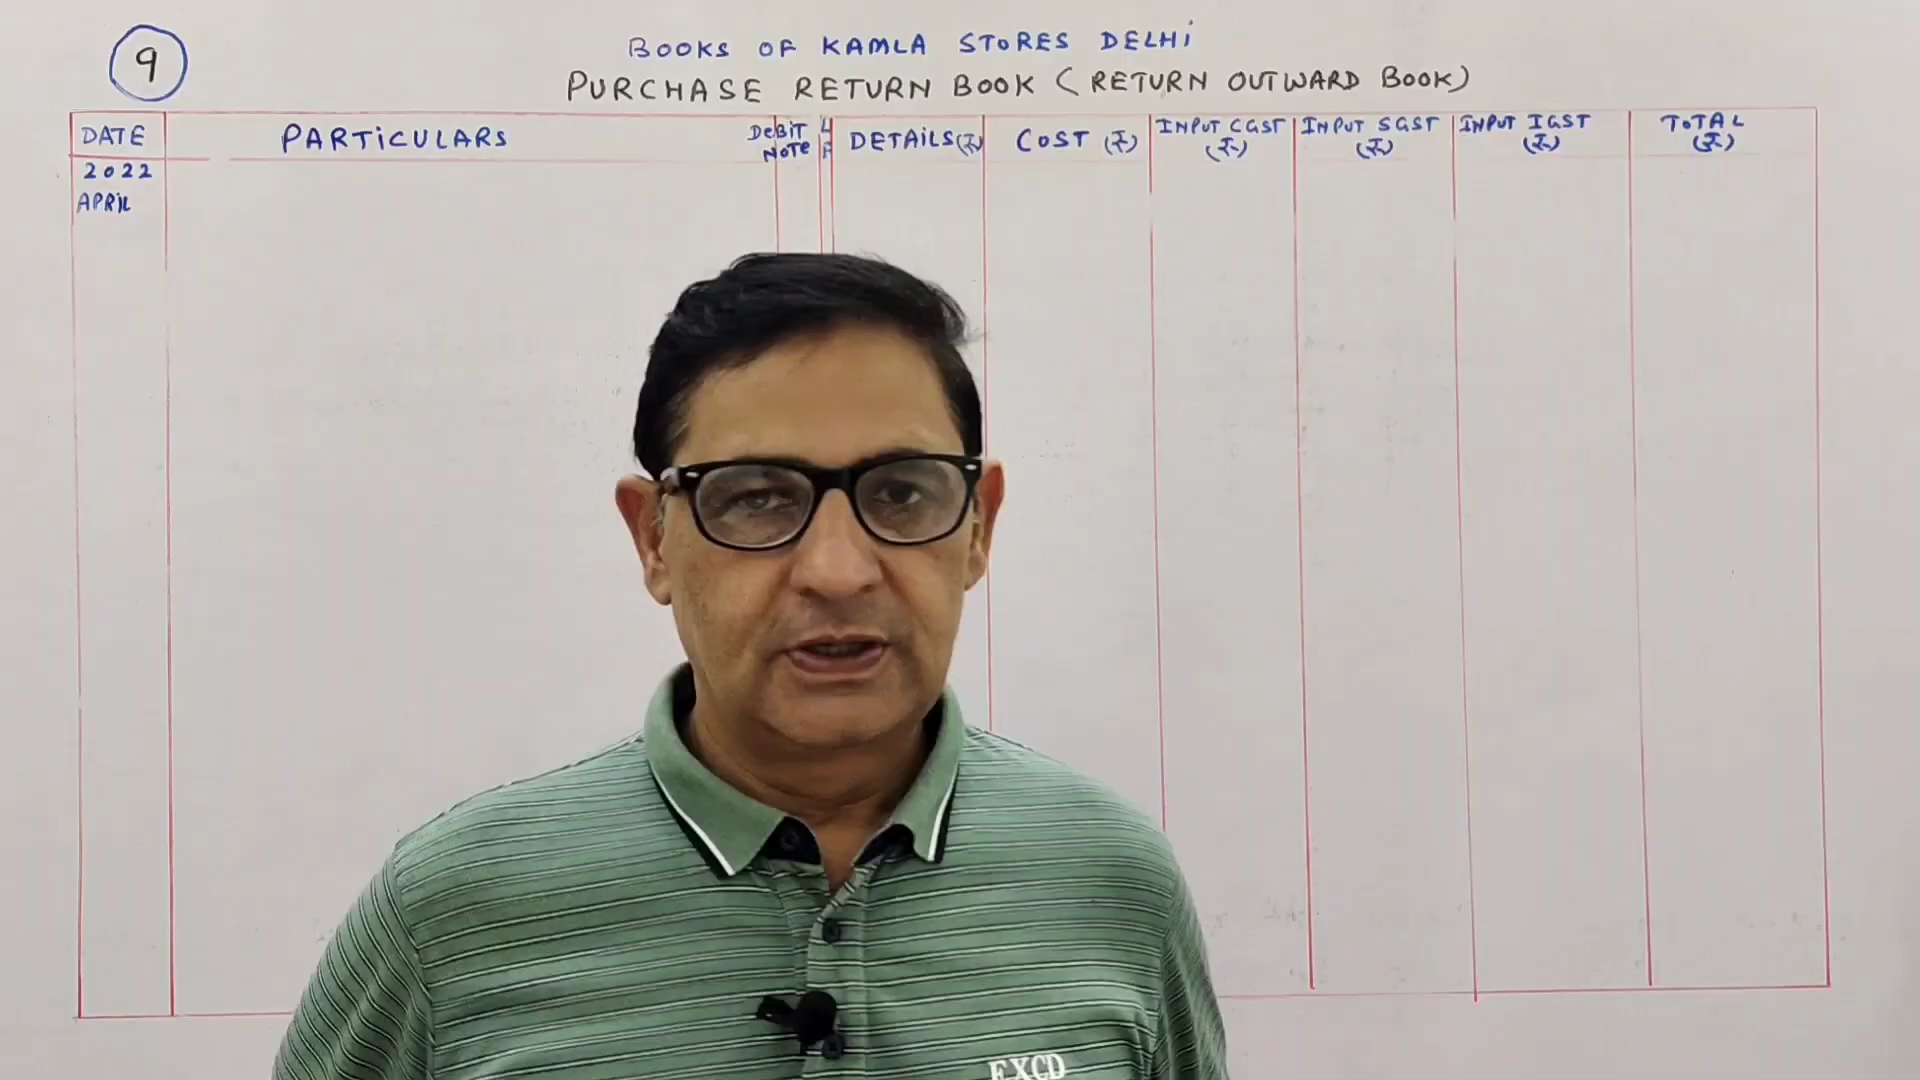 9
BOOKS OF KAMLA STORES DELHI
PURCHASE RETURN BOOK (RETURN OUTWARD BOOK)
DATE PARTICULARS DEBIT NOTE L F DETAILS (₹) COST (₹) INPUT CGST (₹) INPUT SGST (₹) INPUT IGST (₹) TOTAL (₹)
2022
APRIL
EXCD